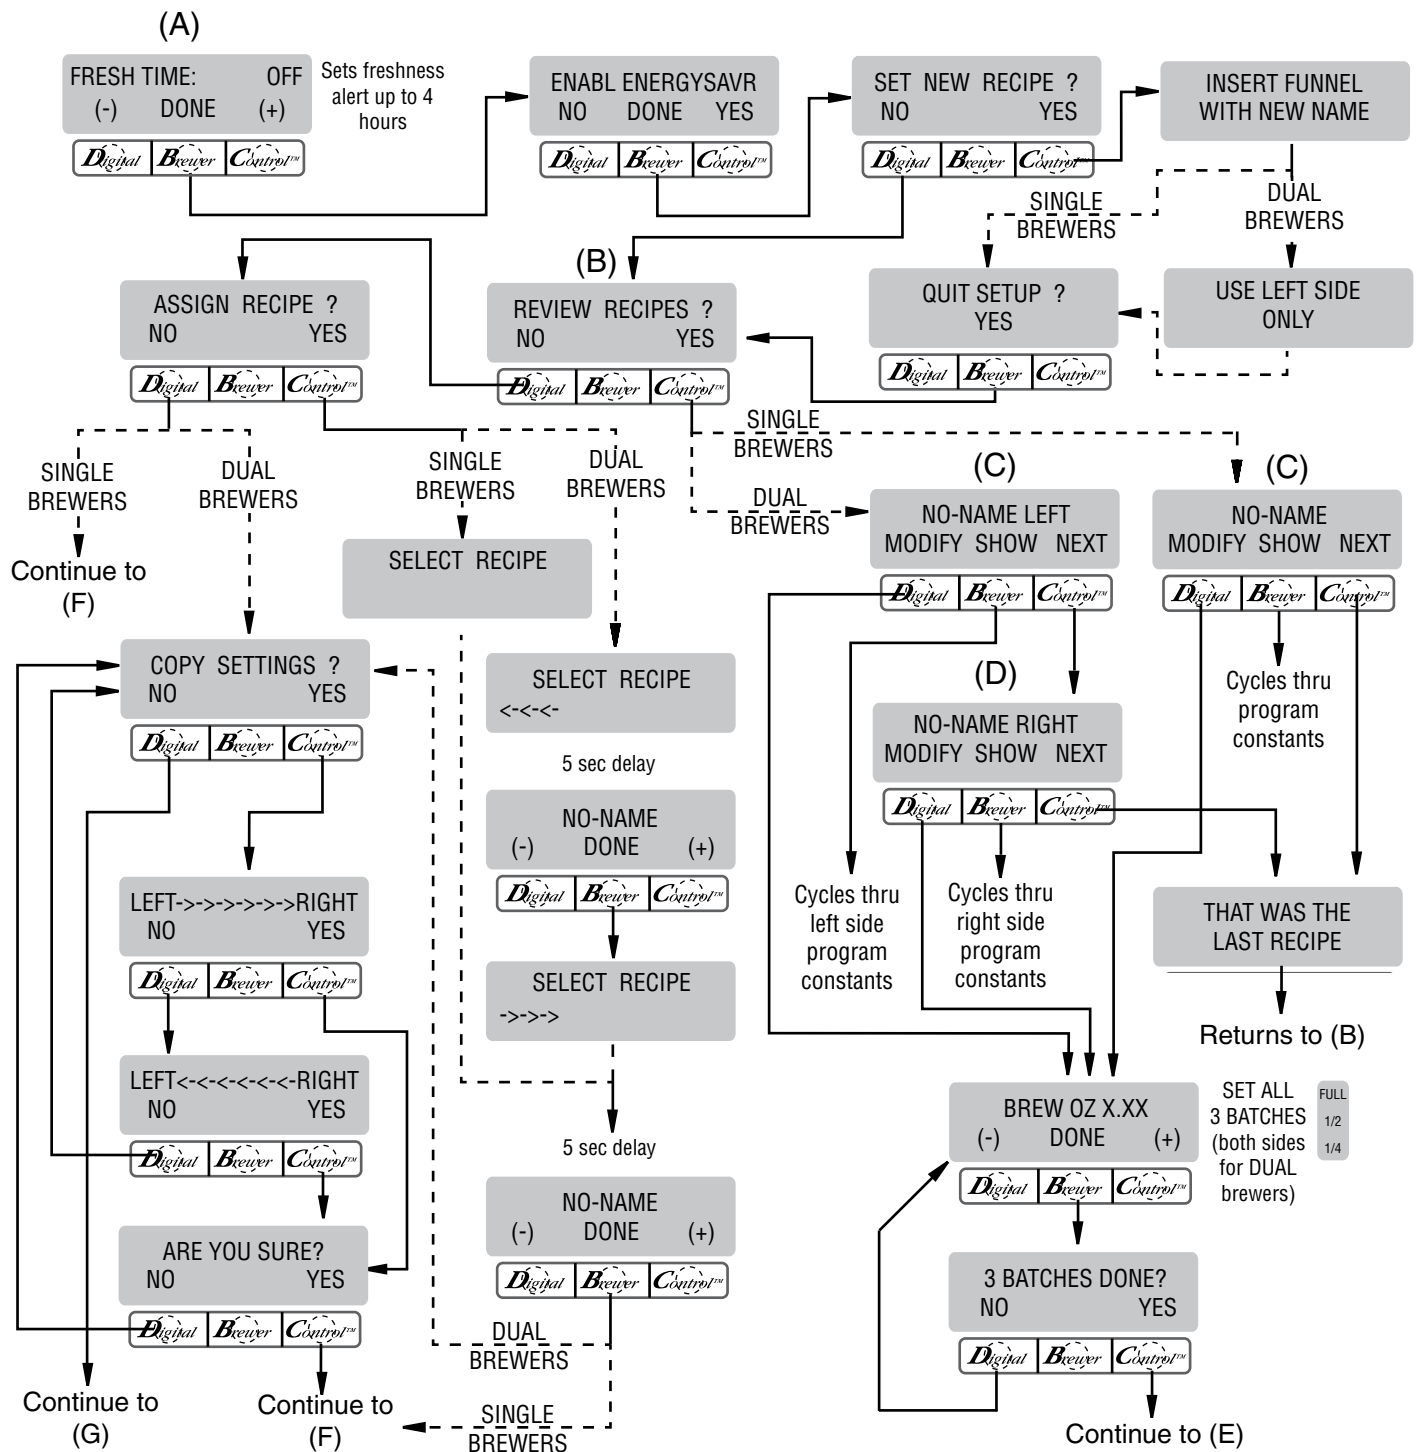 (A)
FRESH TIME: OFF
(-) DONE (+)
Digital Brewer Control™
Sets freshness
alert up to 4
hours
ENABL ENERGYSAVR
NO DONE YES
Digital Brewer Control™
SET NEW RECIPE ?
NO YES
Digital Brewer Control™
INSERT FUNNEL
WITH NEW NAME
SINGLE
BREWERS
DUAL
BREWERS
QUIT SETUP ?
YES
Digital Brewer Control™
USE LEFT SIDE
ONLY
ASSIGN RECIPE ?
NO YES
Digital Brewer Control™
(B)
REVIEW RECIPES ?
NO YES
Digital Brewer Control™
SINGLE
BREWERS
DUAL
BREWERS
SINGLE
BREWERS
DUAL
BREWERS
SINGLE
BREWERS
DUAL
BREWERS
Continue to
(F)
SELECT RECIPE
(C)
NO-NAME LEFT
MODIFY SHOW NEXT
Digital Brewer Control™
(C)
NO-NAME
MODIFY SHOW NEXT
Digital Brewer Control™
COPY SETTINGS ?
NO YES
Digital Brewer Control™
SELECT RECIPE
<-<-<-
5 sec delay
NO-NAME
(-) DONE (+)
Digital Brewer Control™
SELECT RECIPE
->->->
5 sec delay
NO-NAME
(-) DONE (+)
Digital Brewer Control™
DUAL
BREWERS
SINGLE
BREWERS
(D)
NO-NAME RIGHT
MODIFY SHOW NEXT
Digital Brewer Control™
Cycles thru
program
constants
Cycles thru
left side
program
constants
Cycles thru
right side
program
constants
THAT WAS THE
LAST RECIPE
Returns to (B)
LEFT->->->->->->RIGHT
NO YES
Digital Brewer Control™
LEFT<-<-<-<-<-<-RIGHT
NO YES
Digital Brewer Control™
ARE YOU SURE?
NO YES
Digital Brewer Control™
Continue to
(G)
Continue to
(F)
BREW OZ X.XX
(-) DONE (+)
Digital Brewer Control™
SET ALL
3 BATCHES
(both sides
for DUAL
brewers)
FULL
1/2
1/4
3 BATCHES DONE?
NO YES
Digital Brewer Control™
Continue to (E)